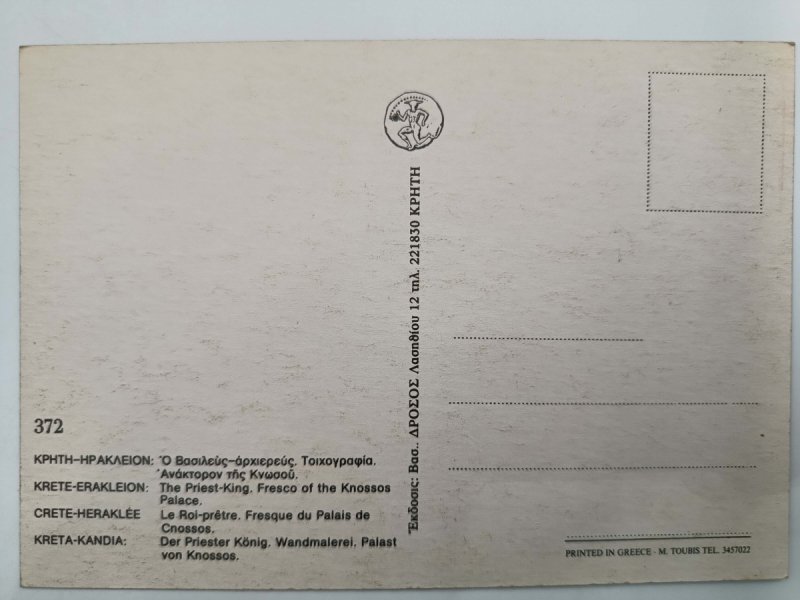 372
ΚΡΗΤΗ-ΗΡΑΚΛΕΙΟΝ: Ὁ Βασιλεὺς-ἀρχιερεύς. Τοιχογραφία.
Ἀνάκτορον τῆς Κνωσοῦ.
KRETE-ERAKLEION: The Priest-King. Fresco of the Knossos
Palace.
CRETE-HERAKLÉE Le Roi-prêtre. Fresque du Palais de
Cnossos.
KRETA-KANDIA: Der Priester König. Wandmalerei. Palast
von Knossos.
Ἔκδοσις: Βασ.. ΔΡΟΣΟΣ Λασηθίου 12 τηλ. 221830 ΚΡΗΤΗ
PRINTED IN GREECE - M. TOUBIS TEL. 3457022